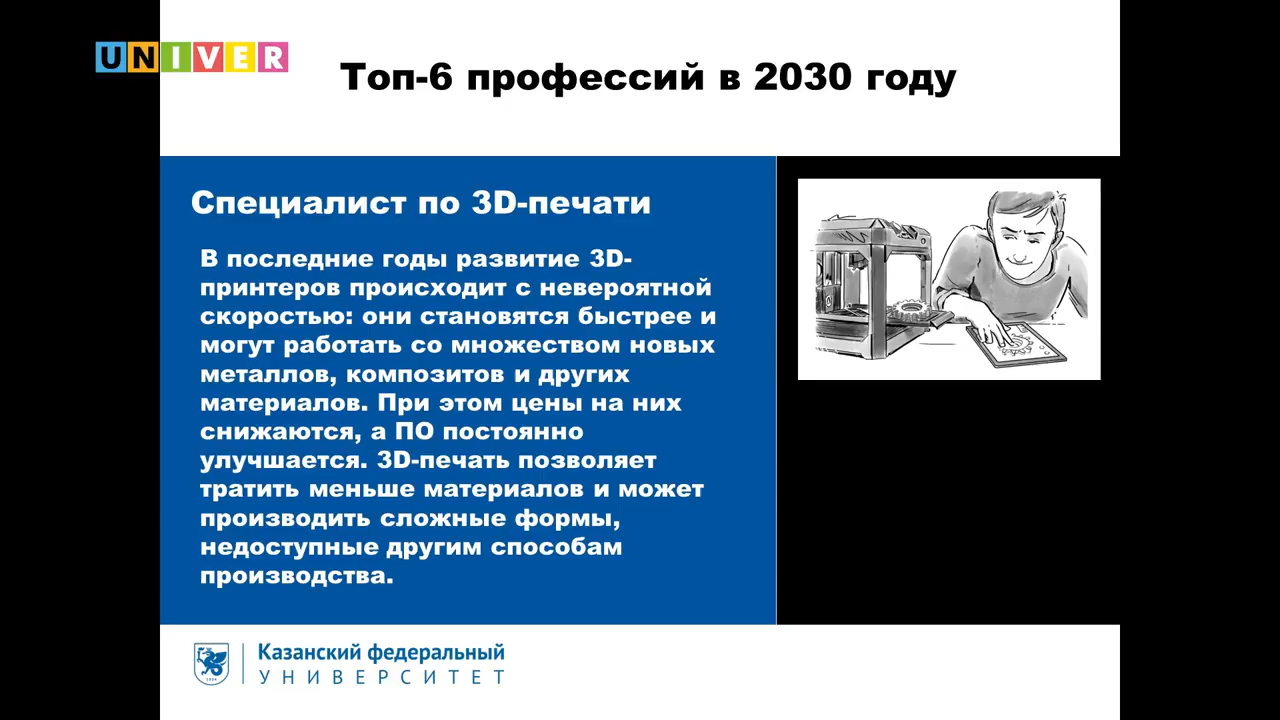 UNIVER
Топ-6 профессий в 2030 году
Специалист по 3D-печати
В последние годы развитие 3D-
принтеров происходит с невероятной
скоростью: они становятся быстрее и
могут работать со множеством новых
металлов, композитов и других
материалов. При этом цены на них
снижаются, а ПО постоянно
улучшается. 3D-печать позволяет
тратить меньше материалов и может
производить сложные формы,
недоступные другим способам
производства.
Казанский федеральный
УНИВЕРСИТЕТ
1804